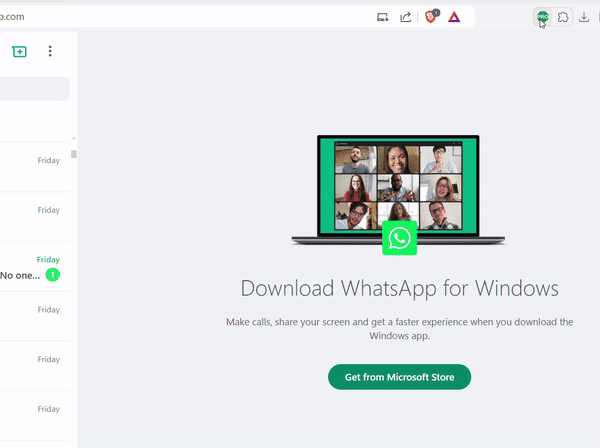 o.com
1
Friday
Friday
Friday
No one...
1
Friday
Friday
Friday
Download WhatsApp for Windows
Make calls, share your screen and get a faster experience when you download the
Windows app.
Get from Microsoft Store